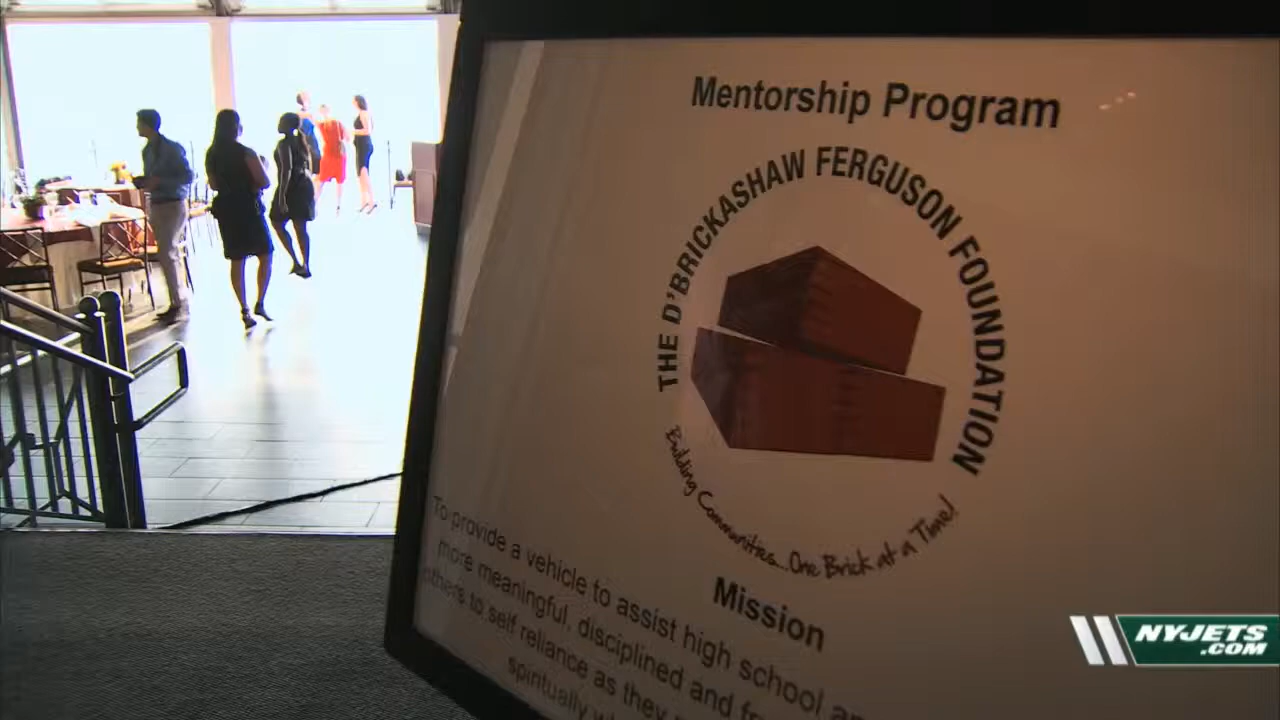 Mentorship Program
THE D'BRICKASHAW FERGUSON FOUNDATION
Building Communities...One Brick at a Time!
Mission
To provide a vehicle to assist high school
more meaningful, disciplined and
others to self reliance as they
spiritually
NYJETS
.COM